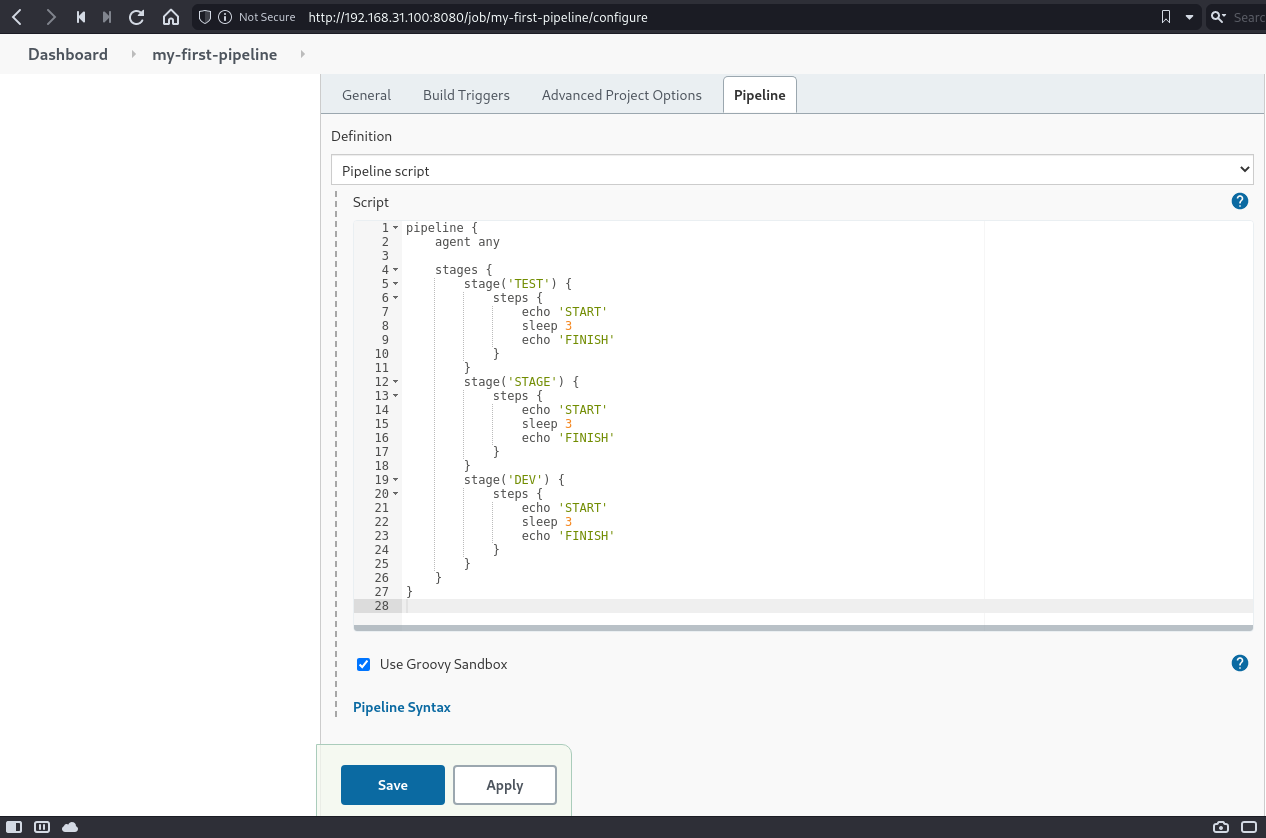 Not Secure http://192.168.31.100:8080/job/my-first-pipeline/configure Searc
Dashboard my-first-pipeline
General Build Triggers Advanced Project Options Pipeline
Definition
Pipeline script
Script ?
1 pipeline {
2     agent any
3
4     stages {
5         stage('TEST') {
6             steps {
7                 echo 'START'
8                 sleep 3
9                 echo 'FINISH'
10             }
11         }
12         stage('STAGE') {
13             steps {
14                 echo 'START'
15                 sleep 3
16                 echo 'FINISH'
17             }
18         }
19         stage('DEV') {
20             steps {
21                 echo 'START'
22                 sleep 3
23                 echo 'FINISH'
24             }
25         }
26     }
27 }
28
Use Groovy Sandbox ?
Pipeline Syntax
Save Apply